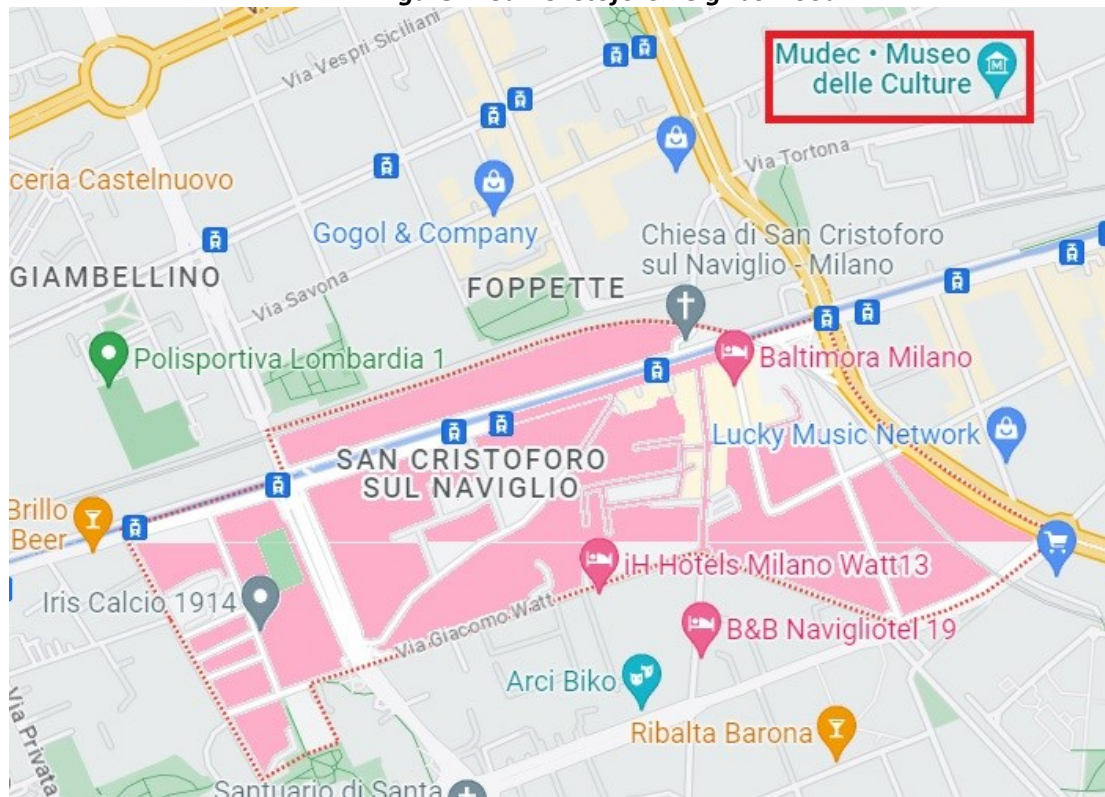 Via Vespri Siciliani
Mudec • Museo
delle Culture
Via Tortona
ceria Castelnuovo
Gogol & Company
Chiesa di San Cristoforo
sul Naviglio - Milano
GIAMBELLINO
FOPPETTE
Via Savona
Polisportiva Lombardia 1
Baltimora Milano
Lucky Music Network
SAN CRISTOFORO
SUL NAVIGLIO
Brillo
Beer
iH Hotels Milano Watt13
Iris Calcio 1914
Via Giacomo Watt
B&B Navigliotel 19
Arci Biko
Ribalta Barona
Via Privata
Santuario di Santa